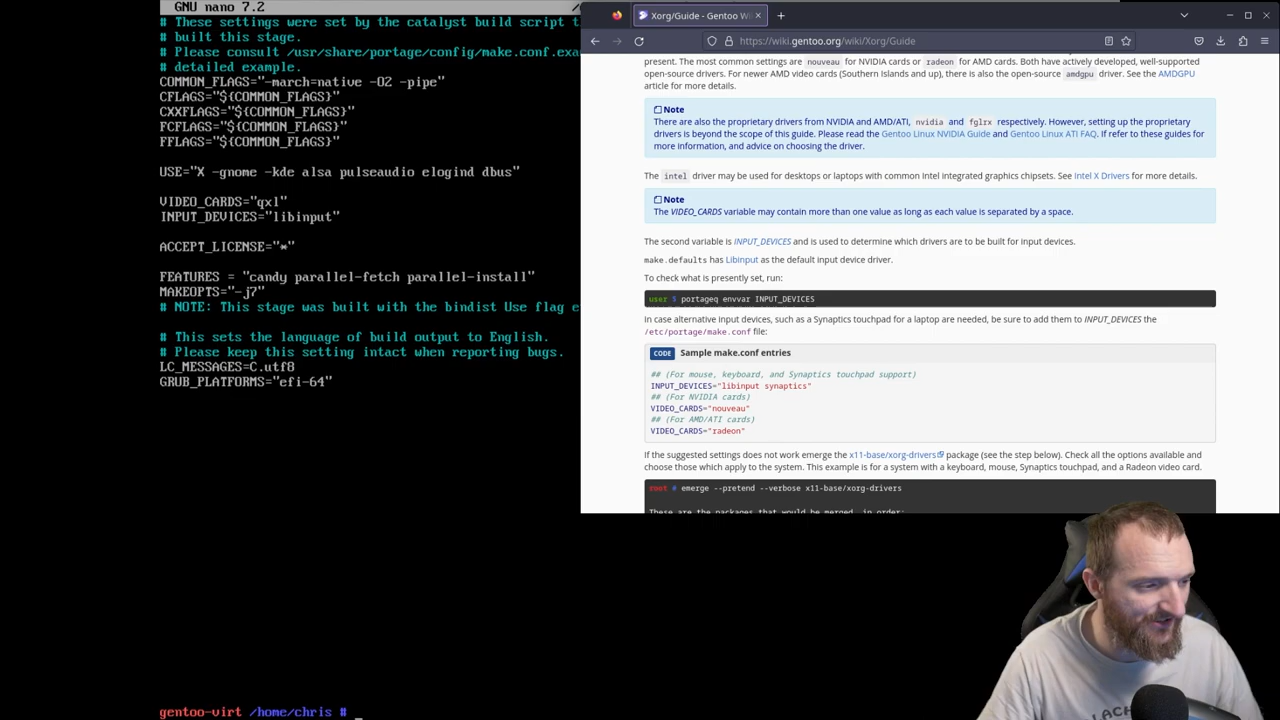 GNU nano 7.2
# These settings were set by the catalyst build script t
# built this stage.
# Please consult /usr/share/portage/config/make.conf.exa
# detailed example.
COMMON_FLAGS="-march=native -O2 -pipe"
CFLAGS="${COMMON_FLAGS}"
CXXFLAGS="${COMMON_FLAGS}"
FCFLAGS="${COMMON_FLAGS}"
FFLAGS="${COMMON_FLAGS}"
USE="X -gnome -kde alsa pulseaudio elogind dbus"
VIDEO_CARDS="qxl"
INPUT_DEVICES="libinput"
ACCEPT_LICENSE="*"
FEATURES = "candy parallel-fetch parallel-install"
MAKEOPTS="-j7"
# NOTE: This stage was built with the bindist Use flag e
# This sets the language of build output to English.
# Please keep this setting intact when reporting bugs.
LC_MESSAGES=C.utf8
GRUB_PLATFORMS="efi-64"
gentoo-virt /home/chris #
Xorg/Guide - Gentoo Wi
https://wiki.gentoo.org/wiki/Xorg/Guide
present. The most common settings are nouveau for NVIDIA cards or radeon for AMD cards. Both have actively developed, well-supported
open-source drivers. For newer AMD video cards (Southern Islands and up), there is also the open-source amdgpu driver. See the AMDGPU
article for more details.
Note
There are also the proprietary drivers from NVIDIA and AMD/ATI, nvidia and fglrx respectively. However, setting up the proprietary
drivers is beyond the scope of this guide. Please read the Gentoo Linux NVIDIA Guide and Gentoo Linux ATI FAQ. If refer to these guides for
more information, and advice on choosing the driver.
The intel driver may be used for desktops or laptops with common Intel integrated graphics chipsets. See Intel X Drivers for more details.
Note
The VIDEO_CARDS variable may contain more than one value as long as each value is separated by a space.
The second variable is INPUT_DEVICES and is used to determine which drivers are to be built for input devices.
make.defaults has Libinput as the default input device driver.
To check what is presently set, run:
user $ portageq envvar INPUT_DEVICES
In case alternative input devices, such as a Synaptics touchpad for a laptop are needed, be sure to add them to INPUT_DEVICES the
/etc/portage/make.conf file:
CODE Sample make.conf entries
## (For mouse, keyboard, and Synaptics touchpad support)
INPUT_DEVICES="libinput synaptics"
## (For NVIDIA cards)
VIDEO_CARDS="nouveau"
## (For AMD/ATI cards)
VIDEO_CARDS="radeon"
If the suggested settings does not work emerge the x11-base/xorg-drivers package (see the step below). Check all the options available and
choose those which apply to the system. This example is for a system with a keyboard, mouse, Synaptics touchpad, and a Radeon video card.
root # emerge --pretend --verbose x11-base/xorg-drivers
These are the packages that would be merged, in order: